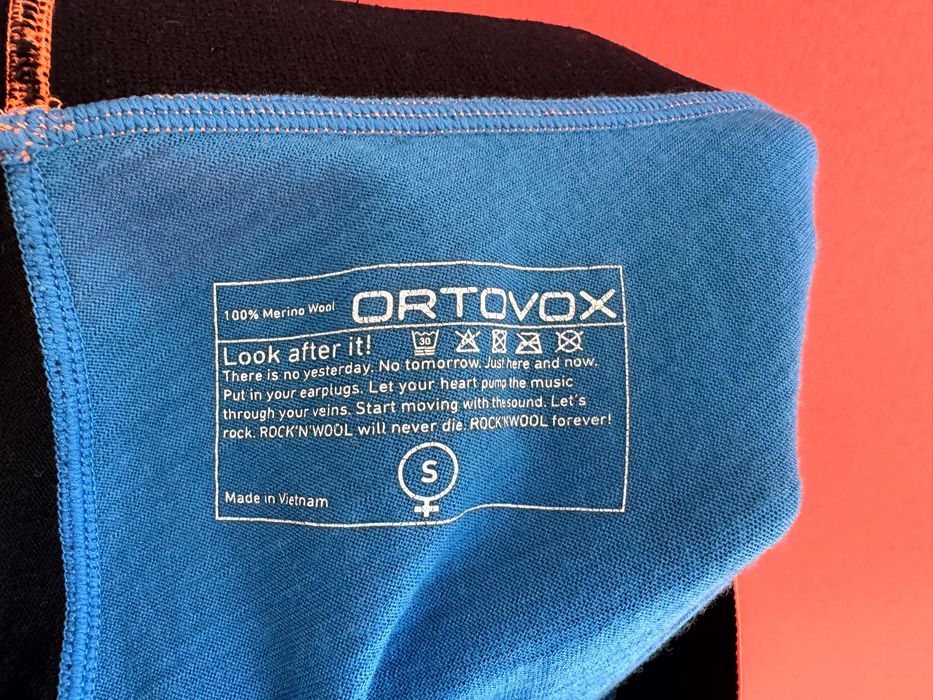 100% Merino Wool ORTOVOX
Look after it! 30
There is no yesterday. No tomorrow. Just here and now.
Put in your earplugs. Let your heart pump the music
through your veins. Start moving with the sound. Let's
rock. ROCK'N'WOOL will never die. ROCK'N'WOOL forever!
S
Made in Vietnam